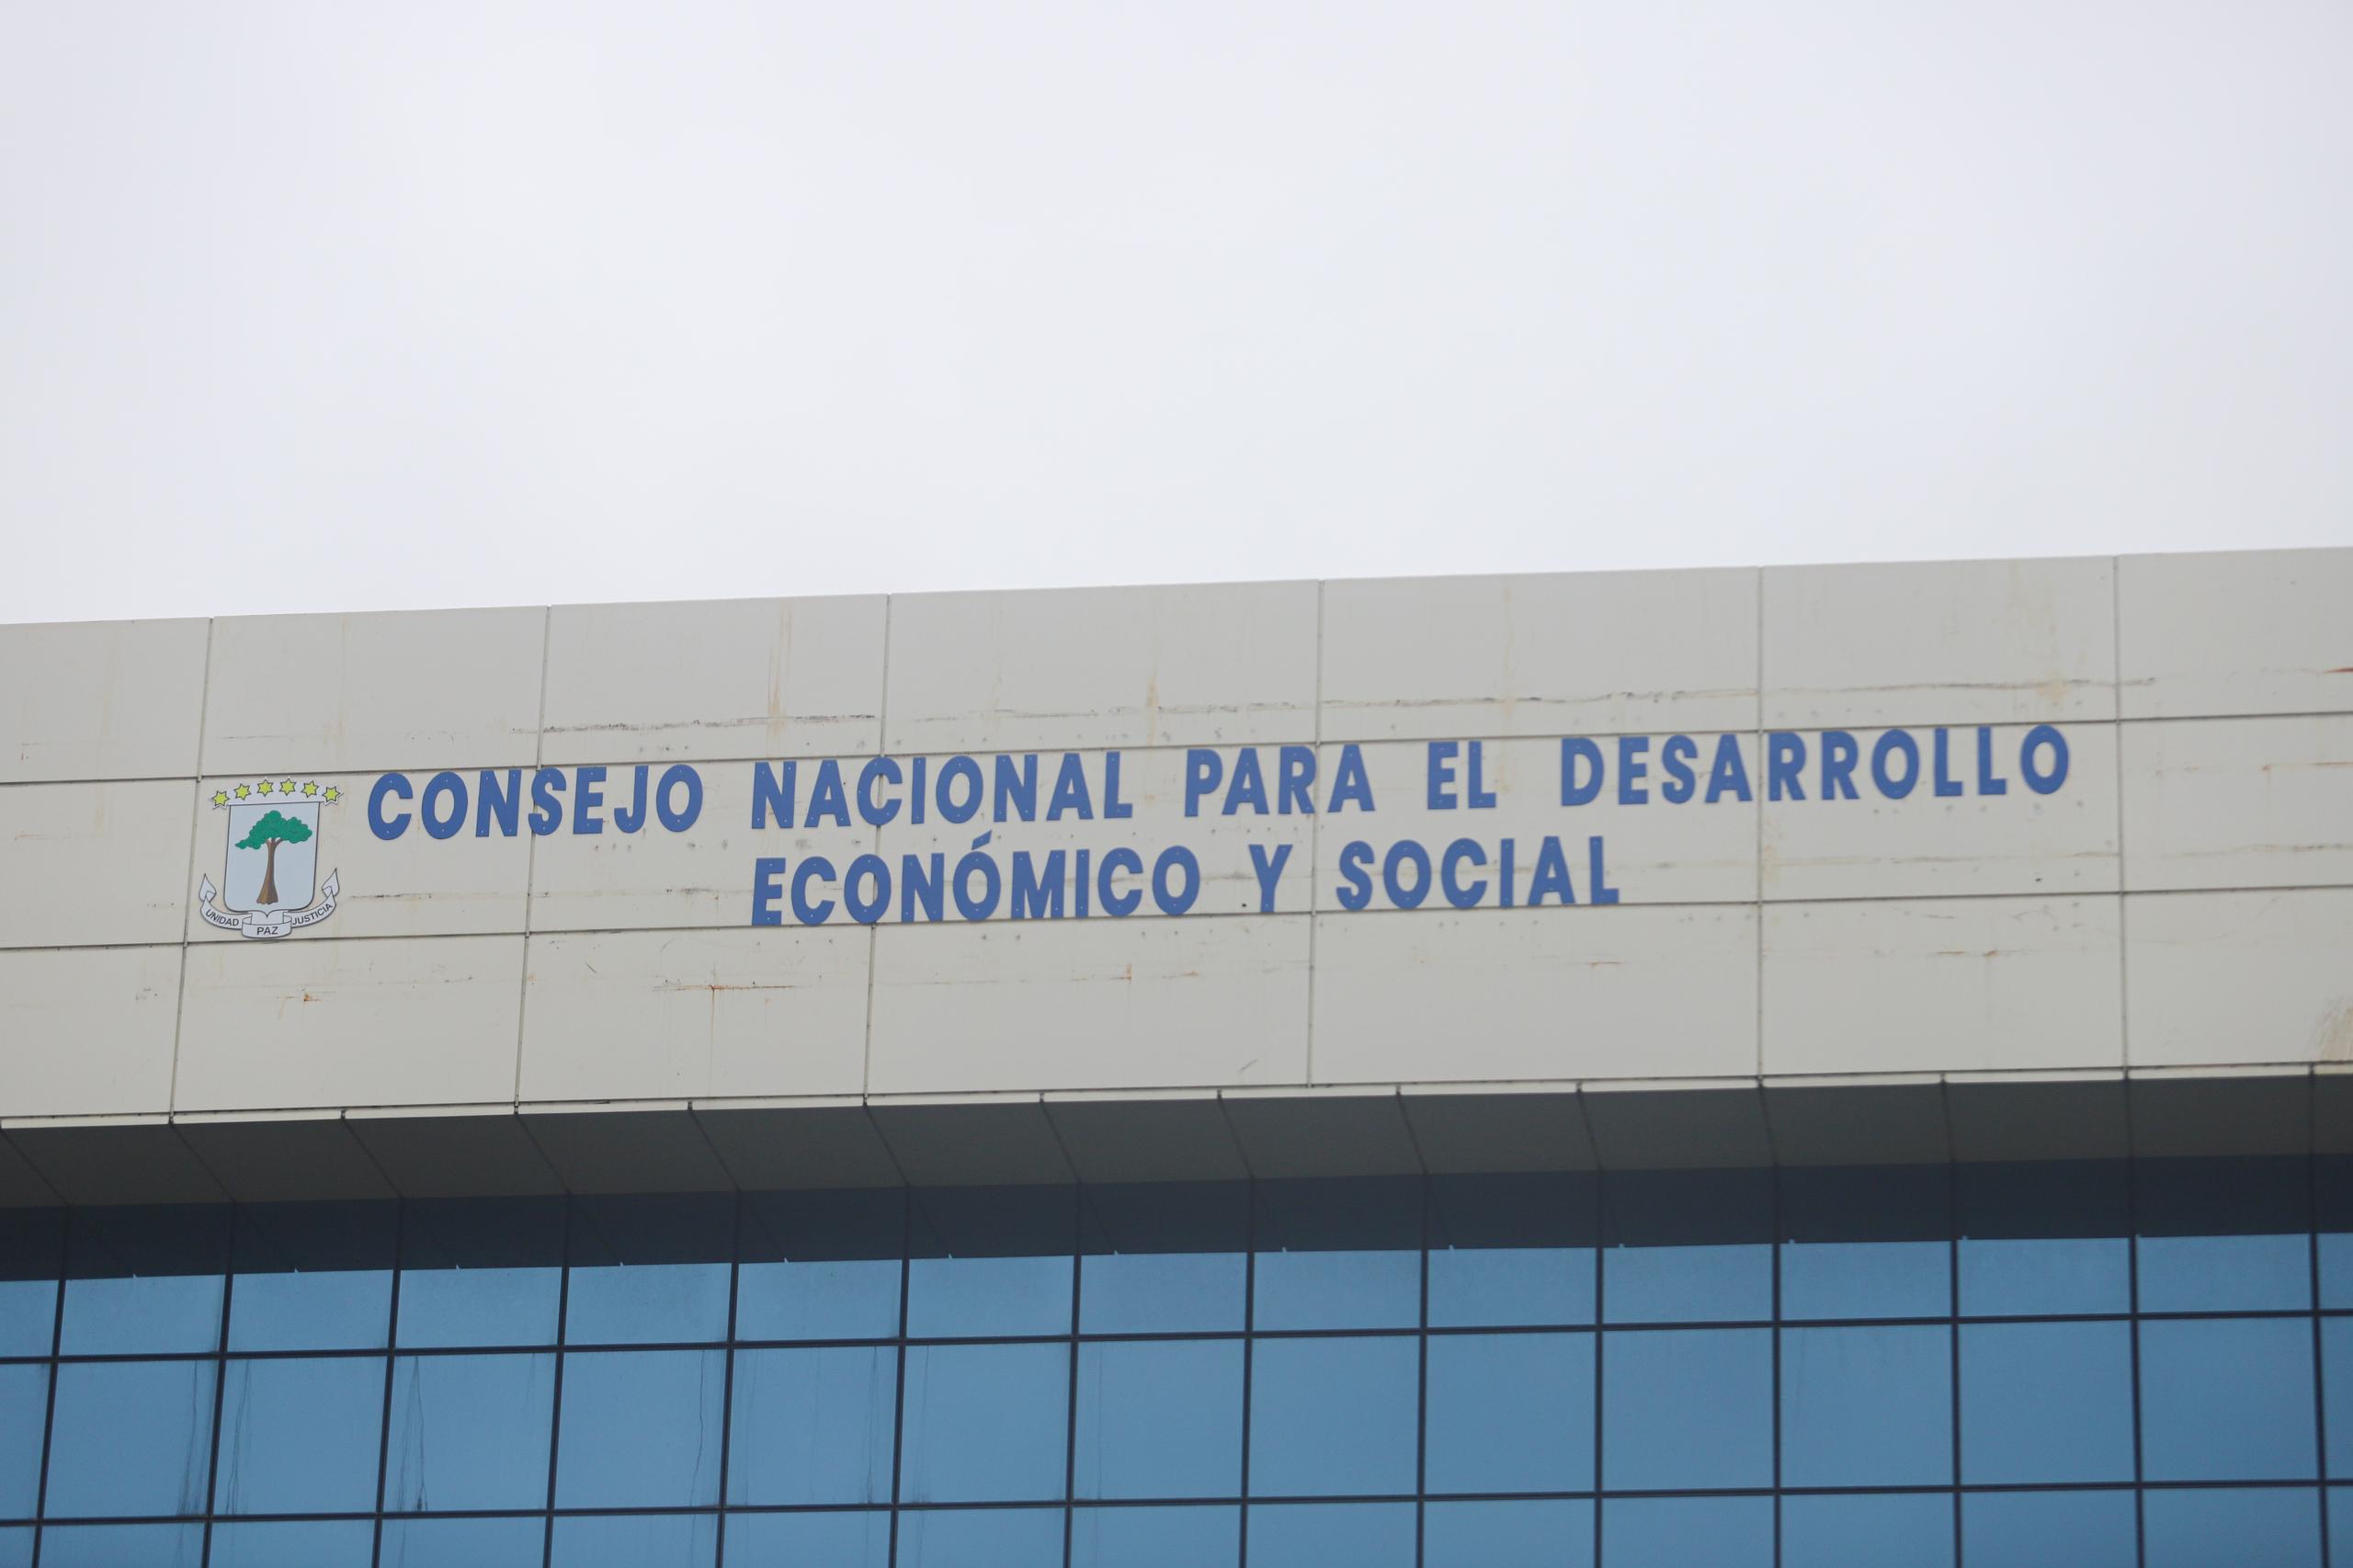 CONSEJO NACIONAL PARA EL DESARROLLO
ECONÓMICO Y SOCIAL
UNIDAD PAZ JUSTICIA